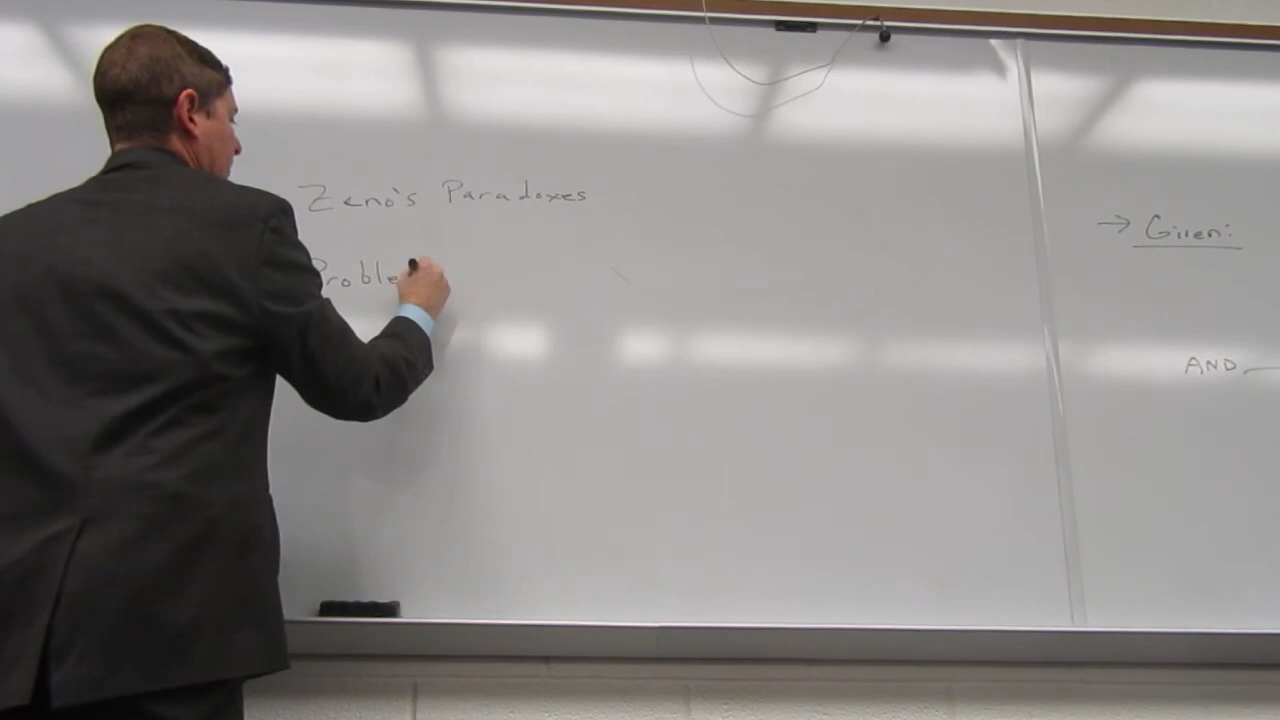 Zeno's Paradoxes
Proble
→ Given:
AND